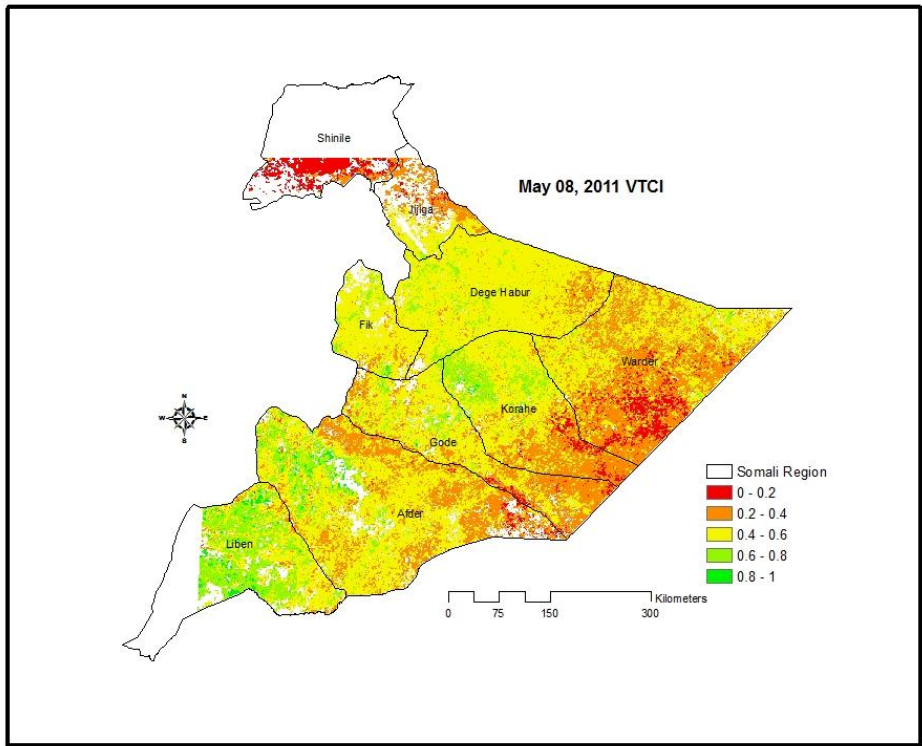 Shinile
May 08, 2011 VTCI
Jijiga
Dege Habur
Fik
Warder
Korahe
Gode
Afder
Liben
N
W E
S
Somali Region
0 - 0.2
0.2 - 0.4
0.4 - 0.6
0.6 - 0.8
0.8 - 1
Kilometers
0 75 150 300